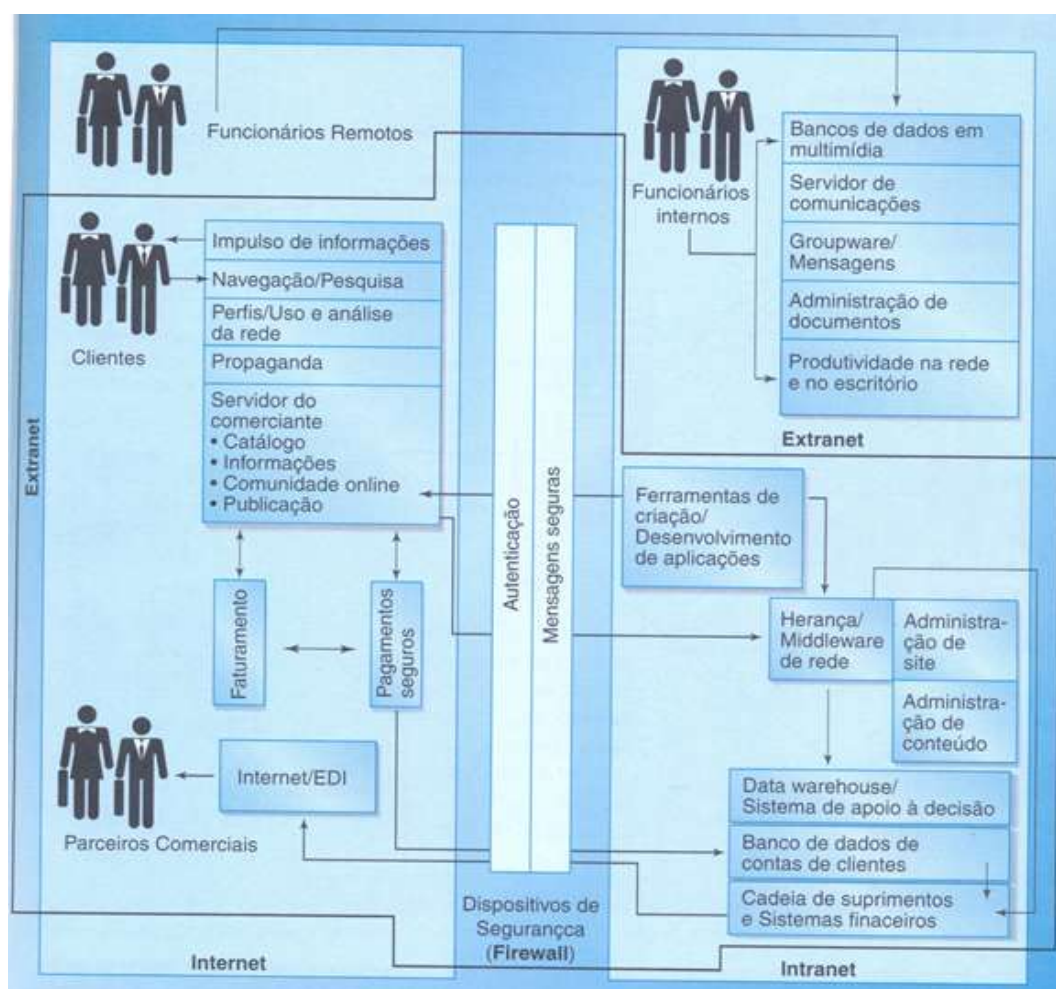 Funcionários Remotos
Funcionários
internos
Bancos de dados em
multimídia
Servidor de
comunicações
Groupware/
Mensagens
Administração de
documentos
Produtividade na rede
e no escritório
Extranet
Extranet
Clientes
Impulso de informações
Navegação/Pesquisa
Perfis/Uso e análise
da rede
Propaganda
Servidor do
comerciante
• Catálogo
• Informações
• Comunidade online
• Publicação
Faturamento
Pagamentos
seguros
Autenticação
Mensagens seguras
Ferramentas de
criação/
Desenvolvimento
de aplicações
Herança/
Middleware
de rede
Administra-
ção de
site
Administra-
ção de
conteúdo
Parceiros Comerciais
Internet/EDI
Data warehouse/
Sistema de apoio à decisão
Banco de dados de
contas de clientes
Cadeia de suprimentos
e Sistemas finaceiros
Dispositivos de
Segurançca
(Firewall)
Internet
Intranet